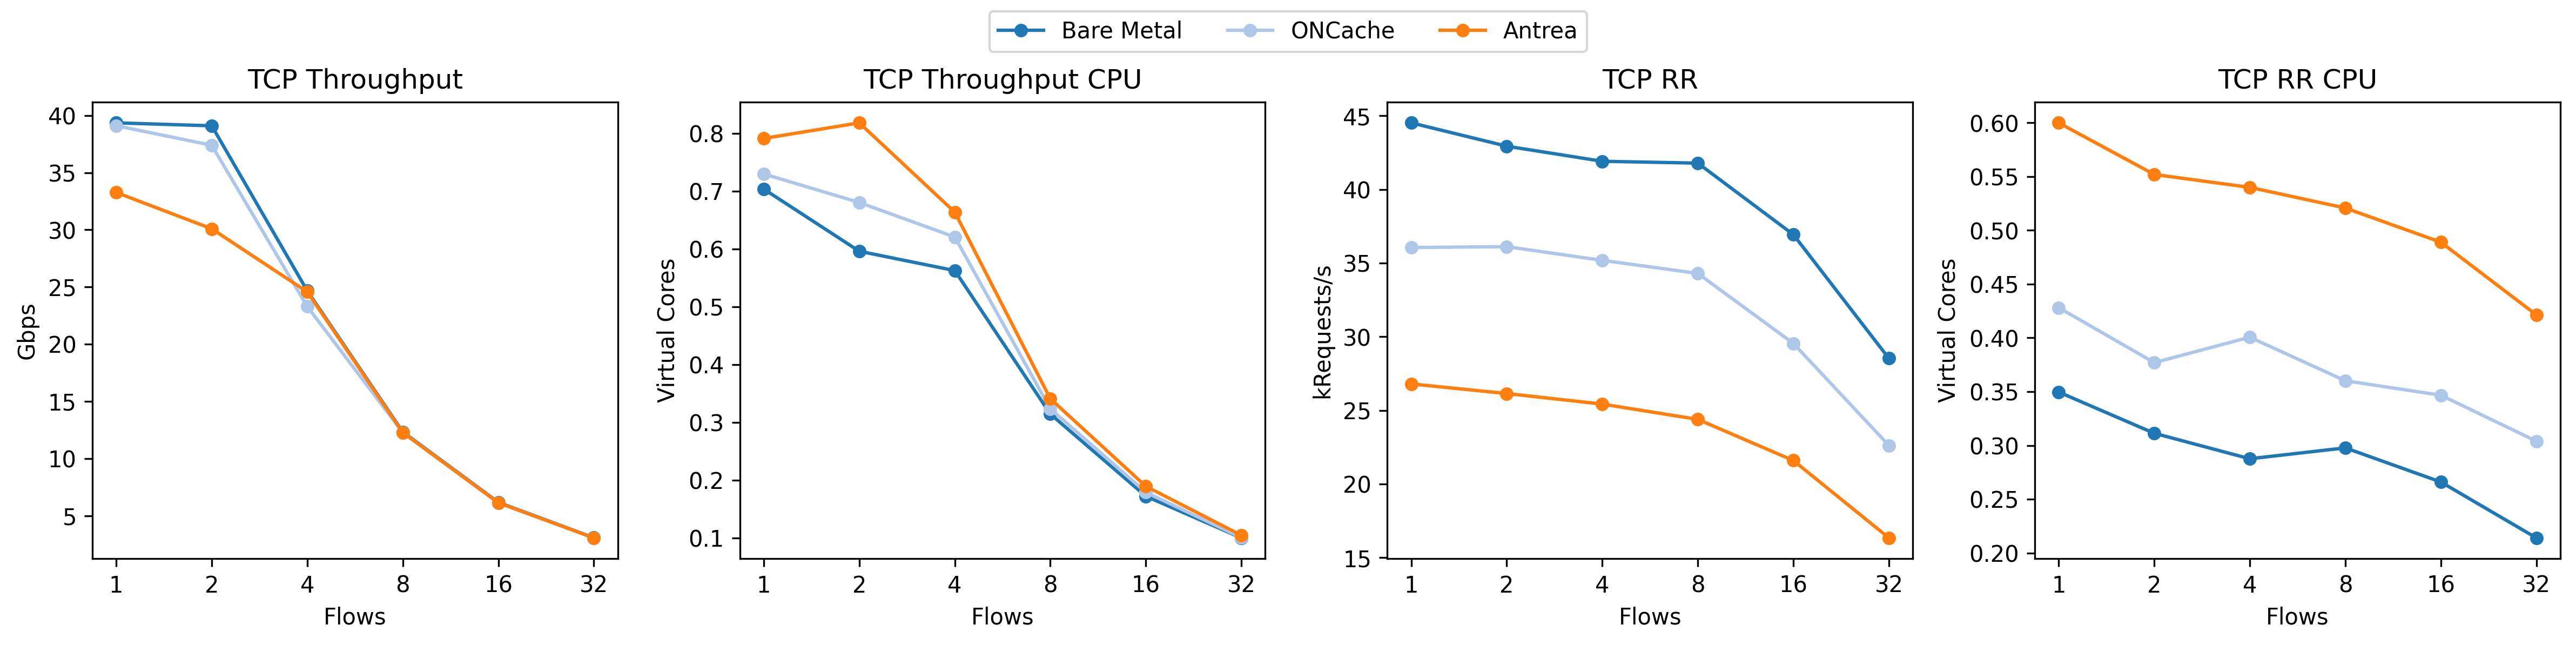 Bare Metal ONCache Antrea
TCP Throughput
40
35
30
25
20
15
10
5
Gbps
1 2 4 8 16 32
Flows
TCP Throughput CPU
0.8
0.7
0.6
0.5
0.4
0.3
0.2
0.1
Virtual Cores
1 2 4 8 16 32
Flows
TCP RR
45
40
35
30
25
20
15
kRequests/s
1 2 4 8 16 32
Flows
TCP RR CPU
0.60
0.55
0.50
0.45
0.40
0.35
0.30
0.25
0.20
Virtual Cores
1 2 4 8 16 32
Flows